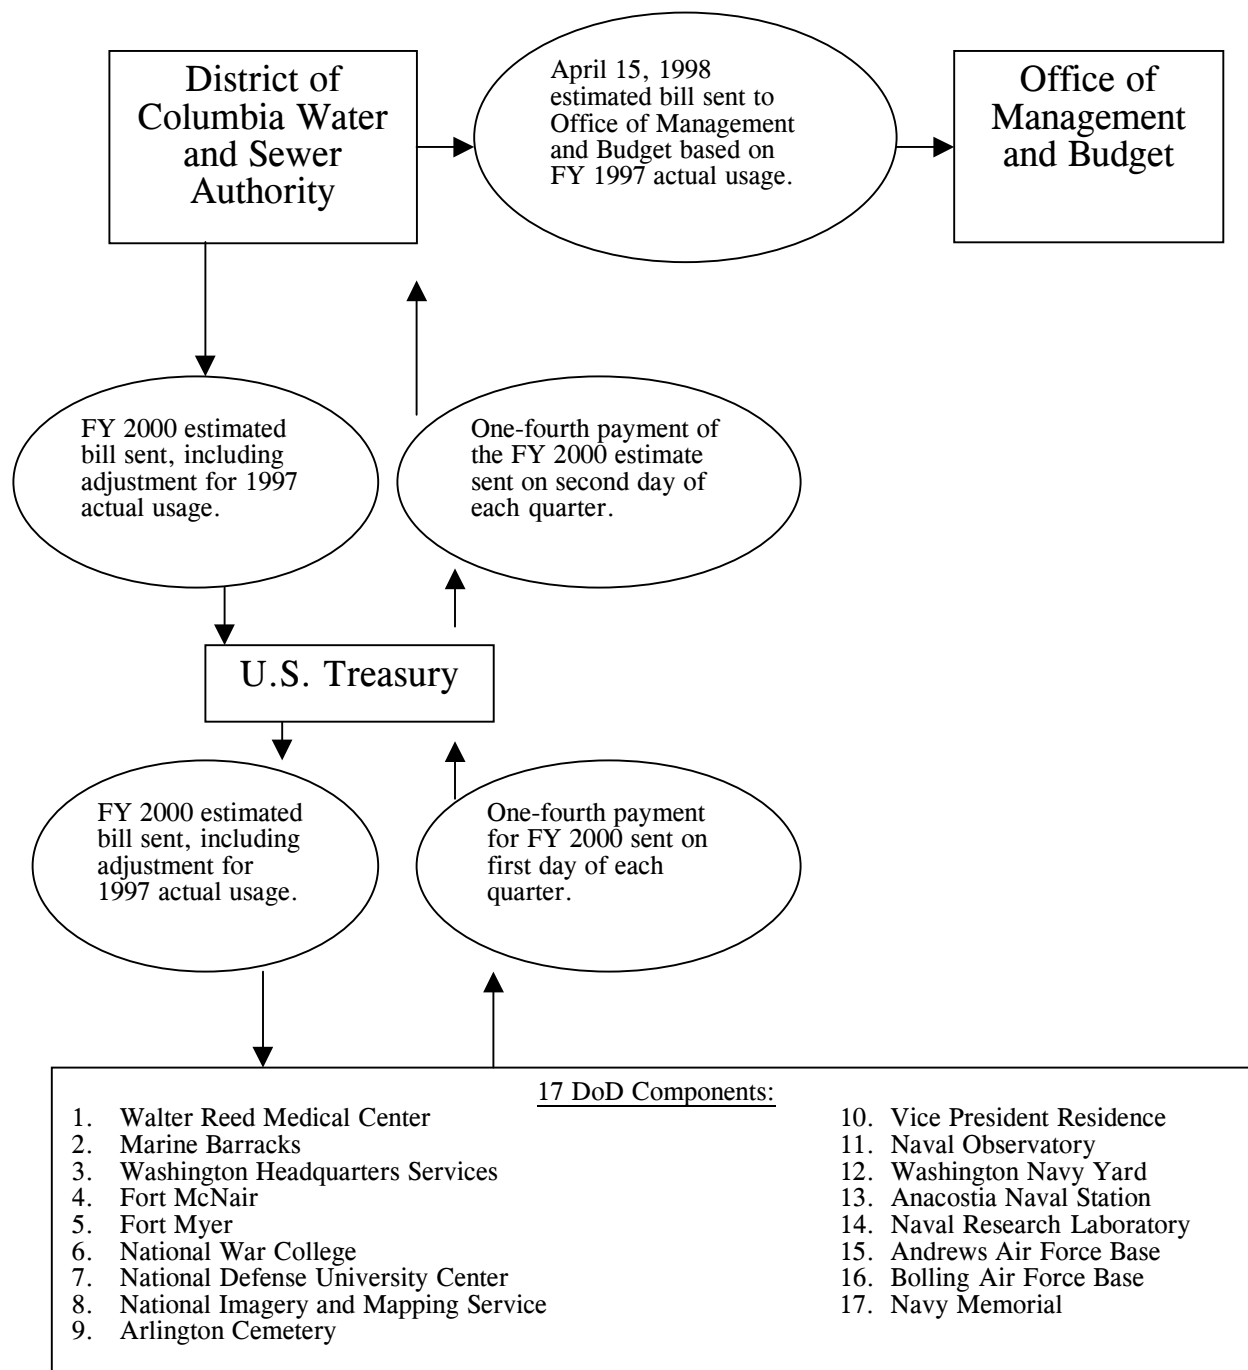 District of
Columbia Water
and Sewer
Authority
April 15, 1998
estimated bill sent to
Office of Management
and Budget based on
FY 1997 actual usage.
Office of
Management
and Budget
FY 2000 estimated
bill sent, including
adjustment for 1997
actual usage.
One-fourth payment of
the FY 2000 estimate
sent on second day of
each quarter.
U.S. Treasury
FY 2000 estimated
bill sent, including
adjustment for
1997 actual usage.
One-fourth payment
for FY 2000 sent on
first day of each
quarter.
17 DoD Components:
1. Walter Reed Medical Center
2. Marine Barracks
3. Washington Headquarters Services
4. Fort McNair
5. Fort Myer
6. National War College
7. National Defense University Center
8. National Imagery and Mapping Service
9. Arlington Cemetery
10. Vice President Residence
11. Naval Observatory
12. Washington Navy Yard
13. Anacostia Naval Station
14. Naval Research Laboratory
15. Andrews Air Force Base
16. Bolling Air Force Base
17. Navy Memorial